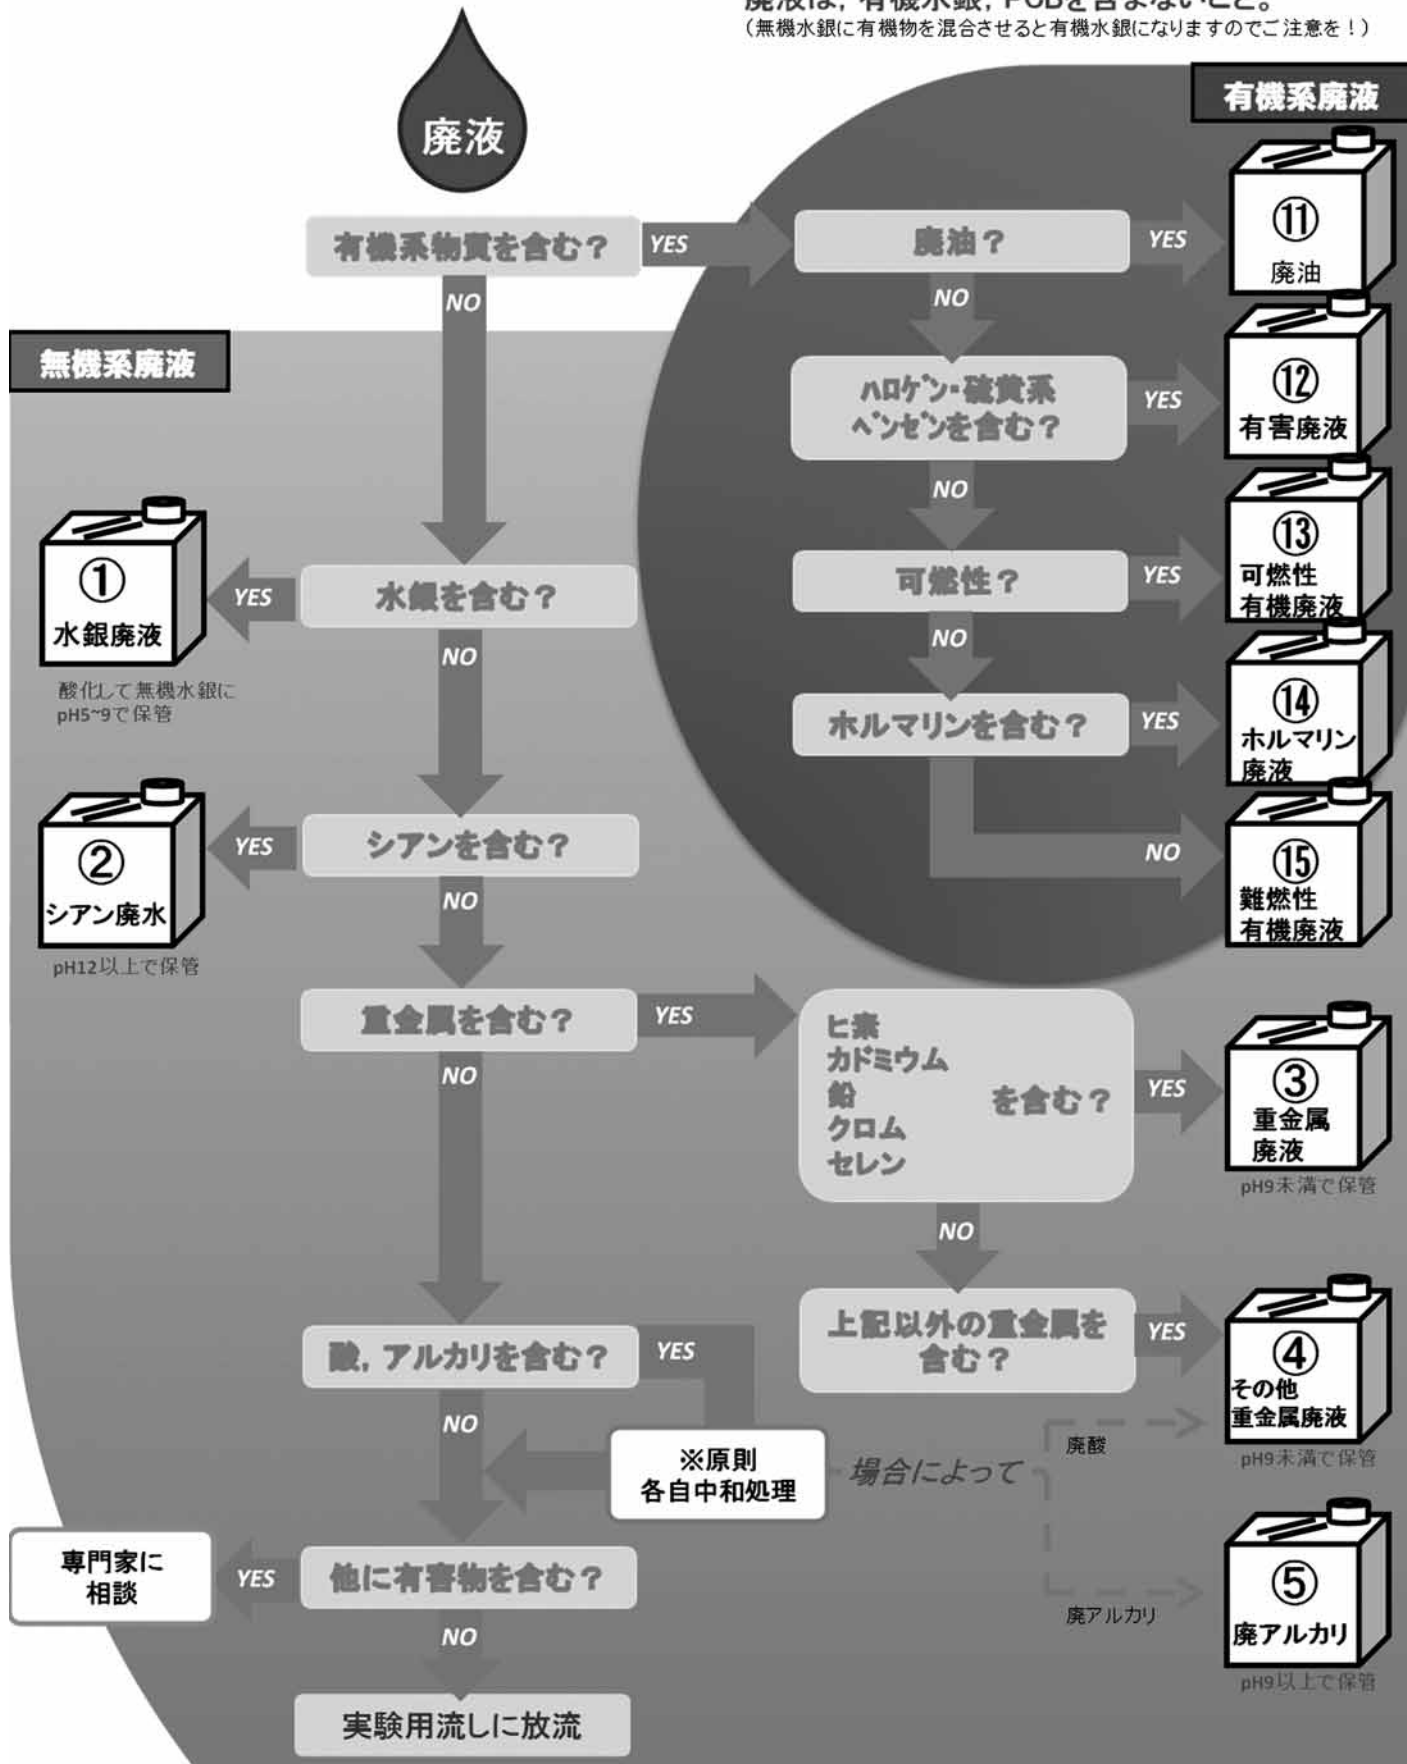 廃液は，有機水銀，PCBを含まないこと。
（無機水銀に有機物を混合させると有機水銀になりますのでご注意を！）
廃液
有機系廃液
有機系物質を含む？
YES
廃油？
YES
⑪
廃油
NO
NO
無機系廃液
ハロゲン・硫黄系
ベンゼンを含む？
YES
⑫
有害廃液
NO
①
水銀廃液
YES
水銀を含む？
可燃性？
YES
⑬
可燃性
有機廃液
酸化して無機水銀に
pH5~9で保管
NO
NO
ホルマリンを含む？
YES
⑭
ホルマリン
廃液
②
シアン廃水
YES
シアンを含む？
NO
⑮
難燃性
有機廃液
pH12以上で保管
NO
重金属を含む？
YES
ヒ素
カドミウム
鉛
クロム
セレン
を含む？
YES
③
重金属
廃液
pH9未満で保管
NO
NO
上記以外の重金属を
含む？
YES
④
その他
重金属廃液
pH9未満で保管
酸，アルカリを含む？
YES
NO
※原則
各自中和処理
場合によって
廃酸
廃アルカリ
⑤
廃アルカリ
pH9以上で保管
専門家に
相談
YES
他に有害物を含む？
NO
実験用流しに放流